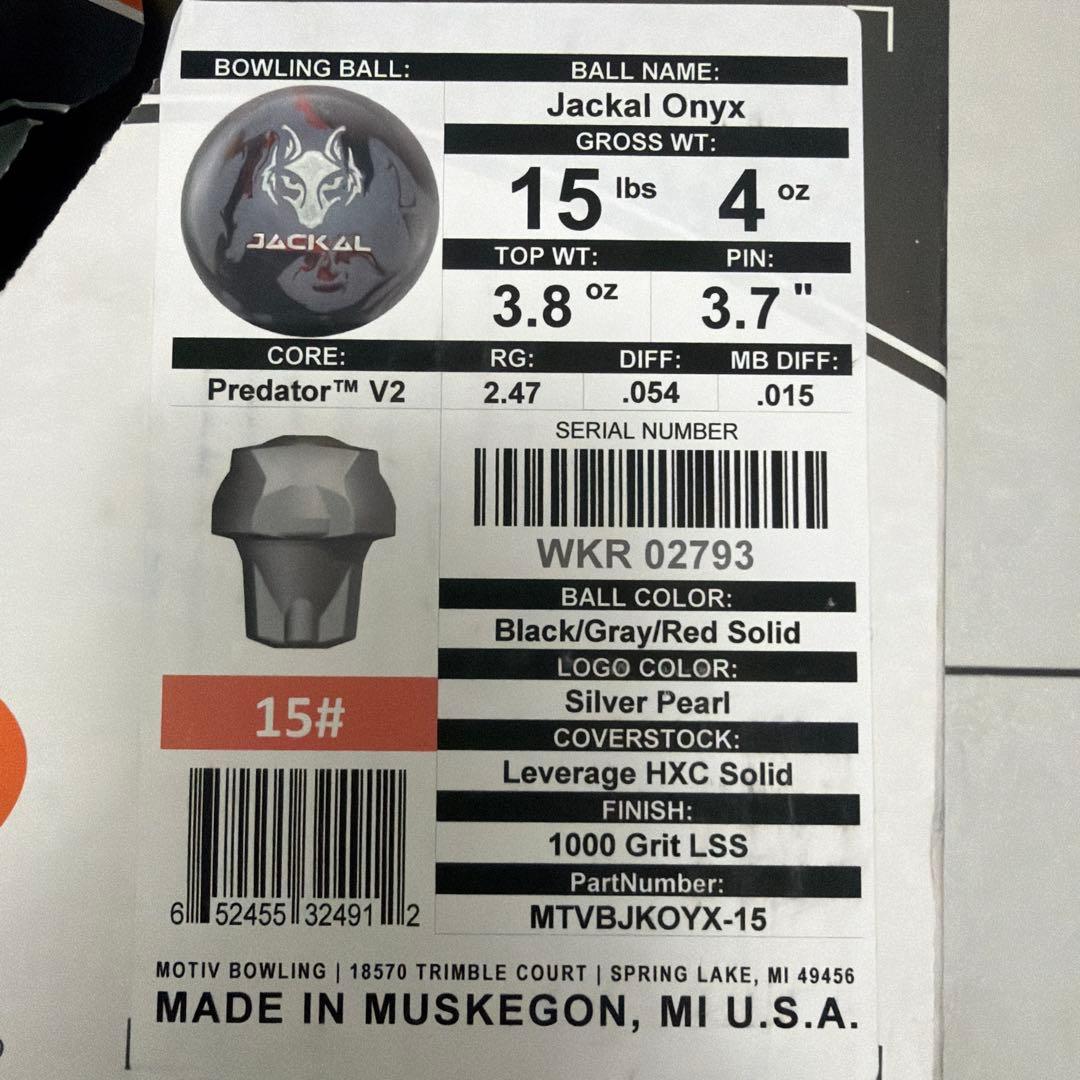 BOWLING BALL:
BALL NAME:
JACKAL
Jackal Onyx
GROSS WT:
15 lbs 4 oz
TOP WT: PIN:
3.8 oz 3.7"
CORE: RG: DIFF: MB DIFF:
Predator™ V2 2.47 .054 .015
SERIAL NUMBER
WKR 02793
BALL COLOR:
Black/Gray/Red Solid
LOGO COLOR:
Silver Pearl
15#
COVERSTOCK:
Leverage HXC Solid
FINISH:
1000 Grit LSS
PartNumber:
MTVBJKOYX-15
6 52455 32491 2
MOTIV BOWLING | 18570 TRIMBLE COURT | SPRING LAKE, MI 49456
MADE IN MUSKEGON, MI U.S.A.